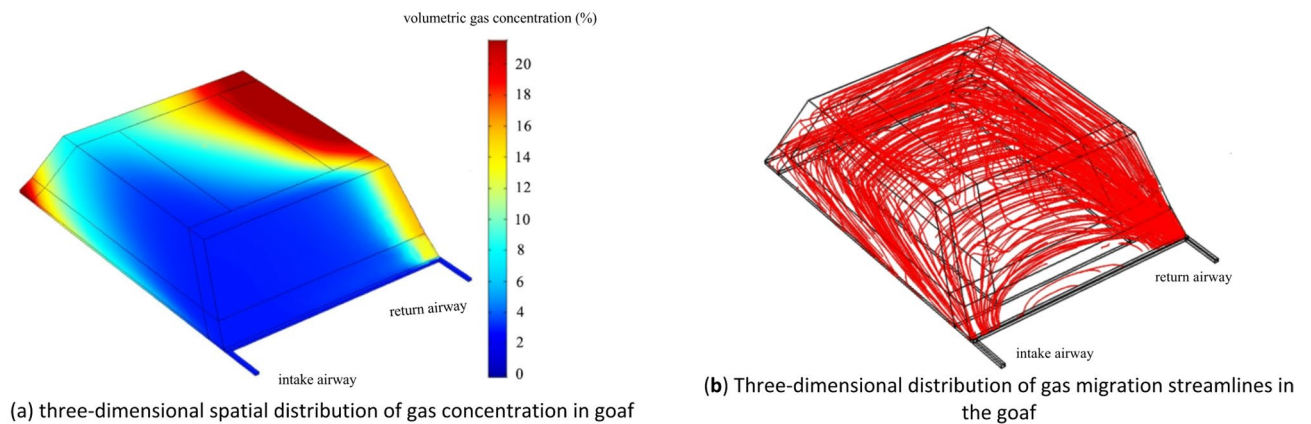 volumetric gas concentration (%)
20
18
16
14
12
10
8
6
4
2
0
return airway
intake airway
(a) three-dimensional spatial distribution of gas concentration in goaf
return airway
intake airway
(b) Three-dimensional distribution of gas migration streamlines in
the goaf